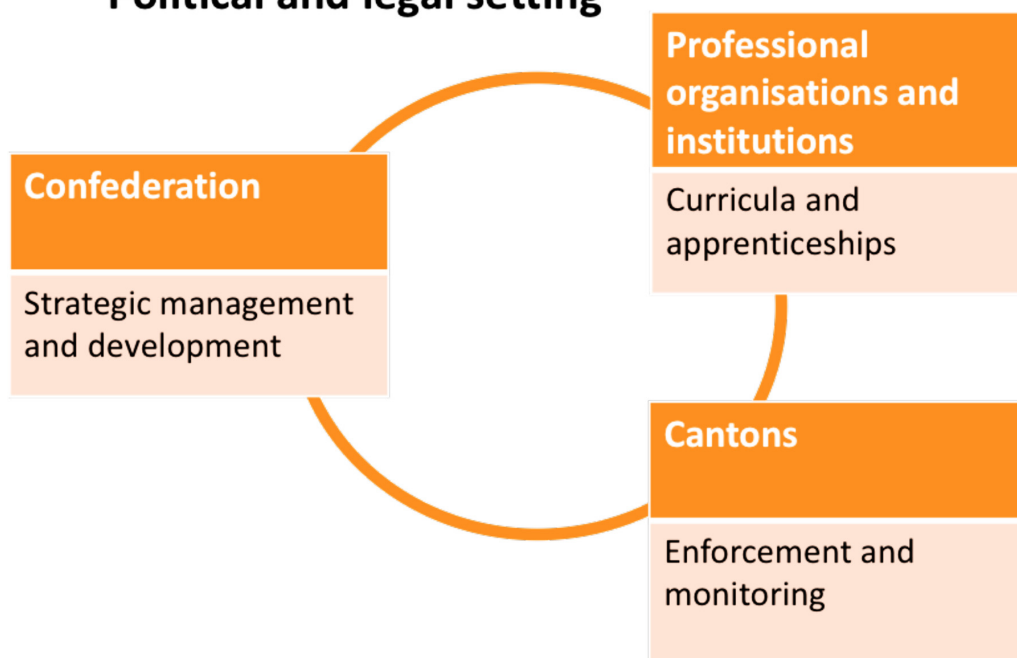 Political and legal setting
Professional
organisations and
institutions
Curricula and
apprenticeships
Confederation
Strategic management
and development
Cantons
Enforcement and
monitoring